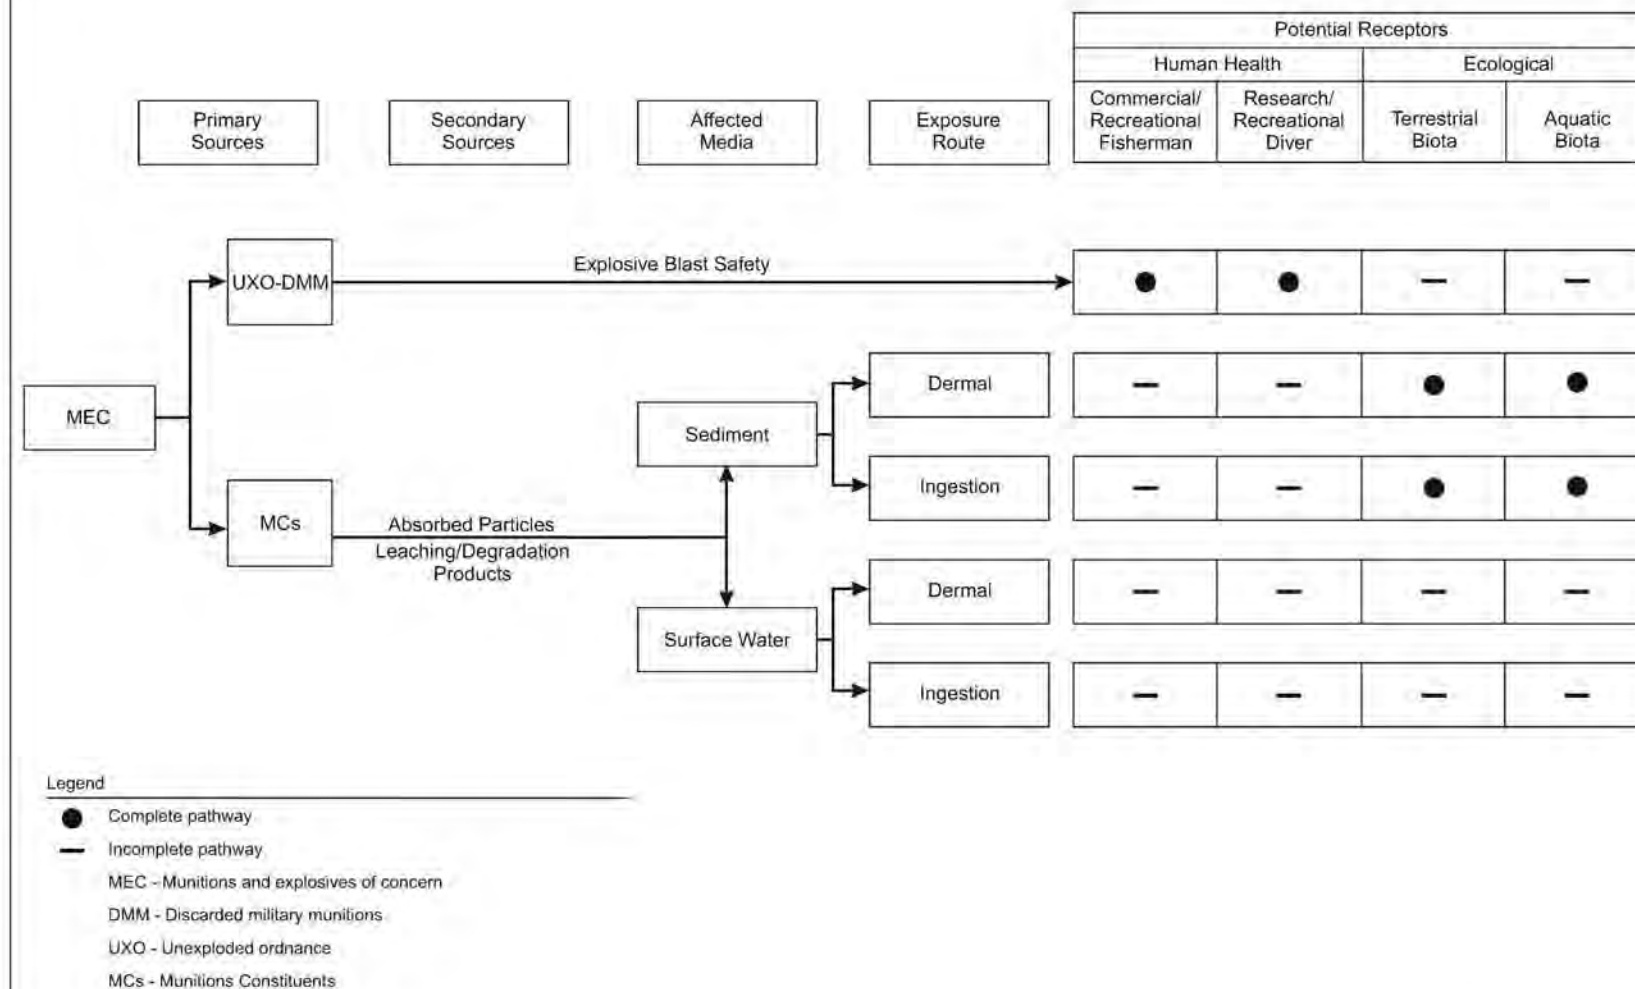 Potential Receptors
Human Health
Ecological
Primary
Sources
Secondary
Sources
Affected
Media
Exposure
Route
Commercial/
Recreational
Fisherman
Research/
Recreational
Diver
Terrestrial
Biota
Aquatic
Biota
UXO-DMM
Explosive Blast Safety
MEC
MCs
Absorbed Particles
Leaching/Degradation
Products
Sediment
Surface Water
Dermal
Ingestion
Dermal
Ingestion
Legend
Complete pathway
Incomplete pathway
MEC - Munitions and explosives of concern
DMM - Discarded military munitions
UXO - Unexploded ordnance
MCs - Munitions Constituents